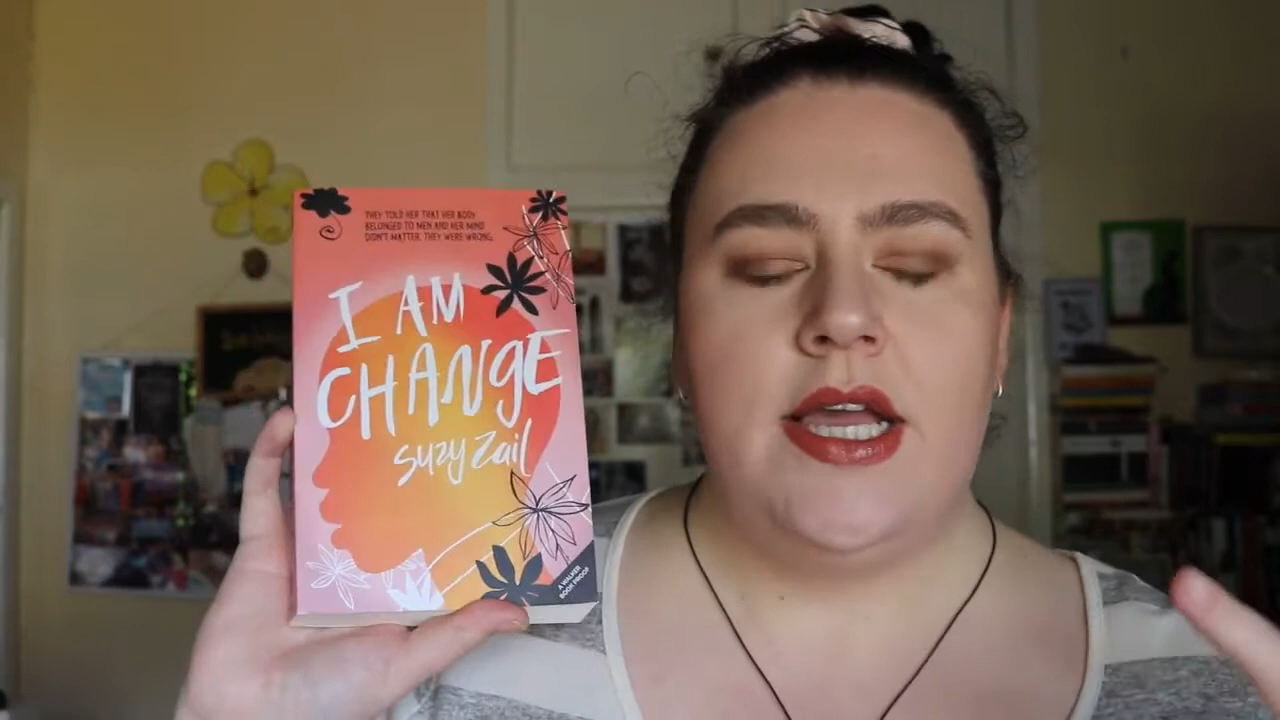 THEY TOLD HER THAT HER BODY
BELONGED TO MEN AND HER MIND
DIDN'T MATTER. THEY WERE WRONG.
I AM
CHANGE
SUZY ZAIL
A WALKER
BOOK PROOF